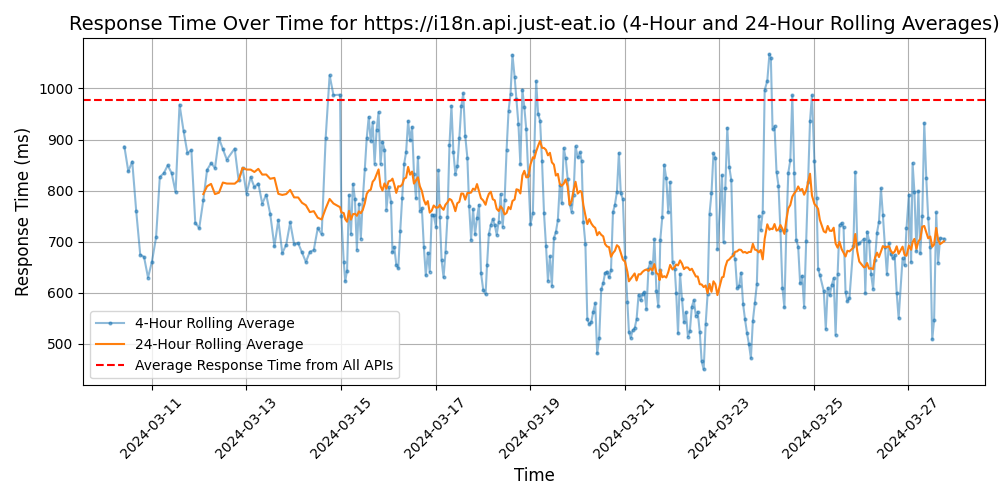 Response Time Over Time for https://i18n.api.just-eat.io (4-Hour and 24-Hour Rolling Averages)
Response Time (ms)
1000
900
800
700
600
500
4-Hour Rolling Average
24-Hour Rolling Average
Average Response Time from All APIs
2024-03-11
2024-03-13
2024-03-15
2024-03-17
2024-03-19
2024-03-21
2024-03-23
2024-03-25
2024-03-27
Time